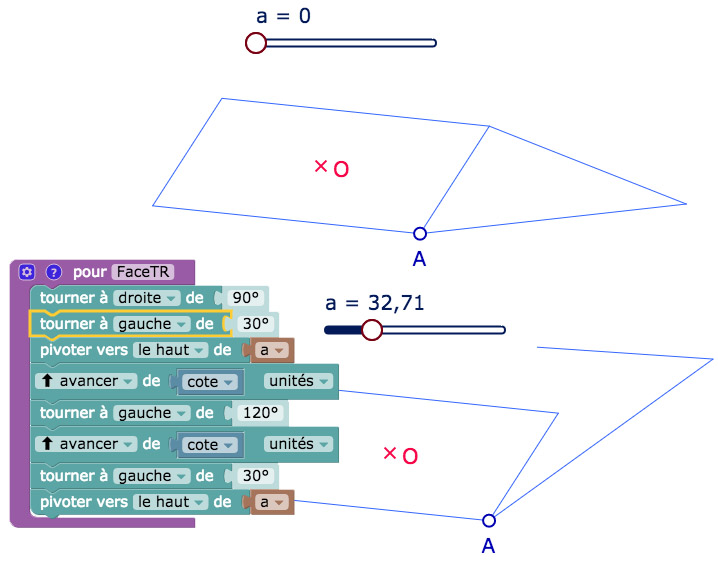 a = 0
O
A
? pour FaceTR
tourner à droite de 90°
tourner à gauche de 30°
pivoter vers le haut de a
avancer de cote unités
tourner à gauche de 120°
avancer de cote unités
tourner à gauche de 30°
pivoter vers le haut de a
a = 32,71
O
A